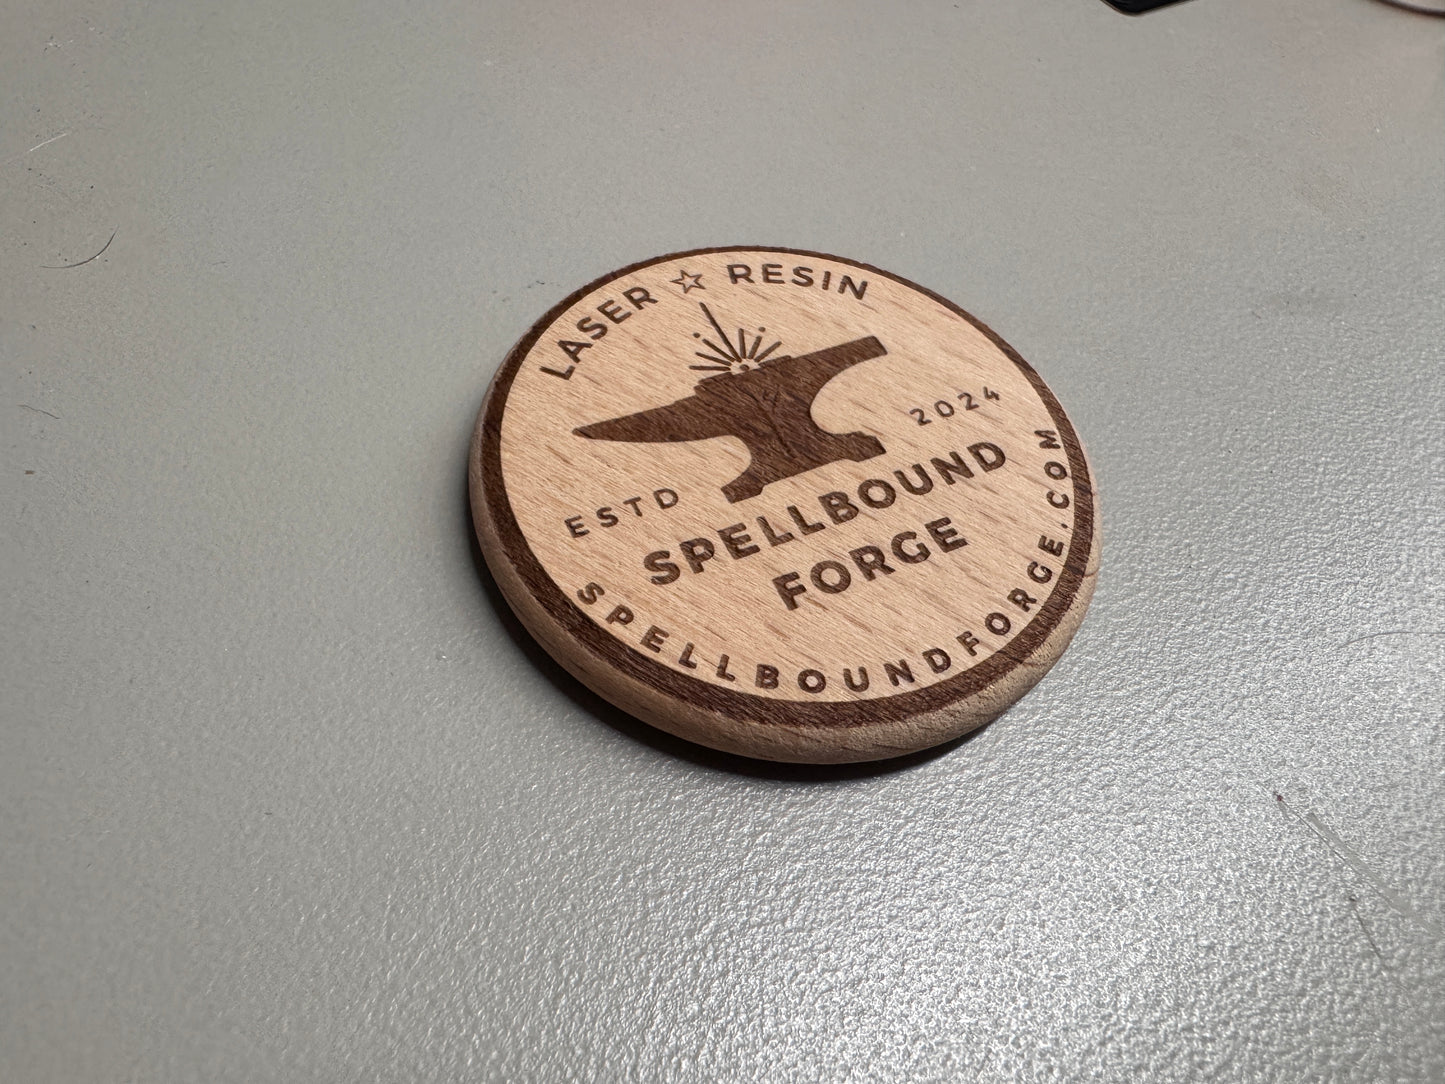 LASER ☆ RESIN
ESTD 2024
SPELLBOUND
FORGE
SPELLBOUNDFORGE.COM